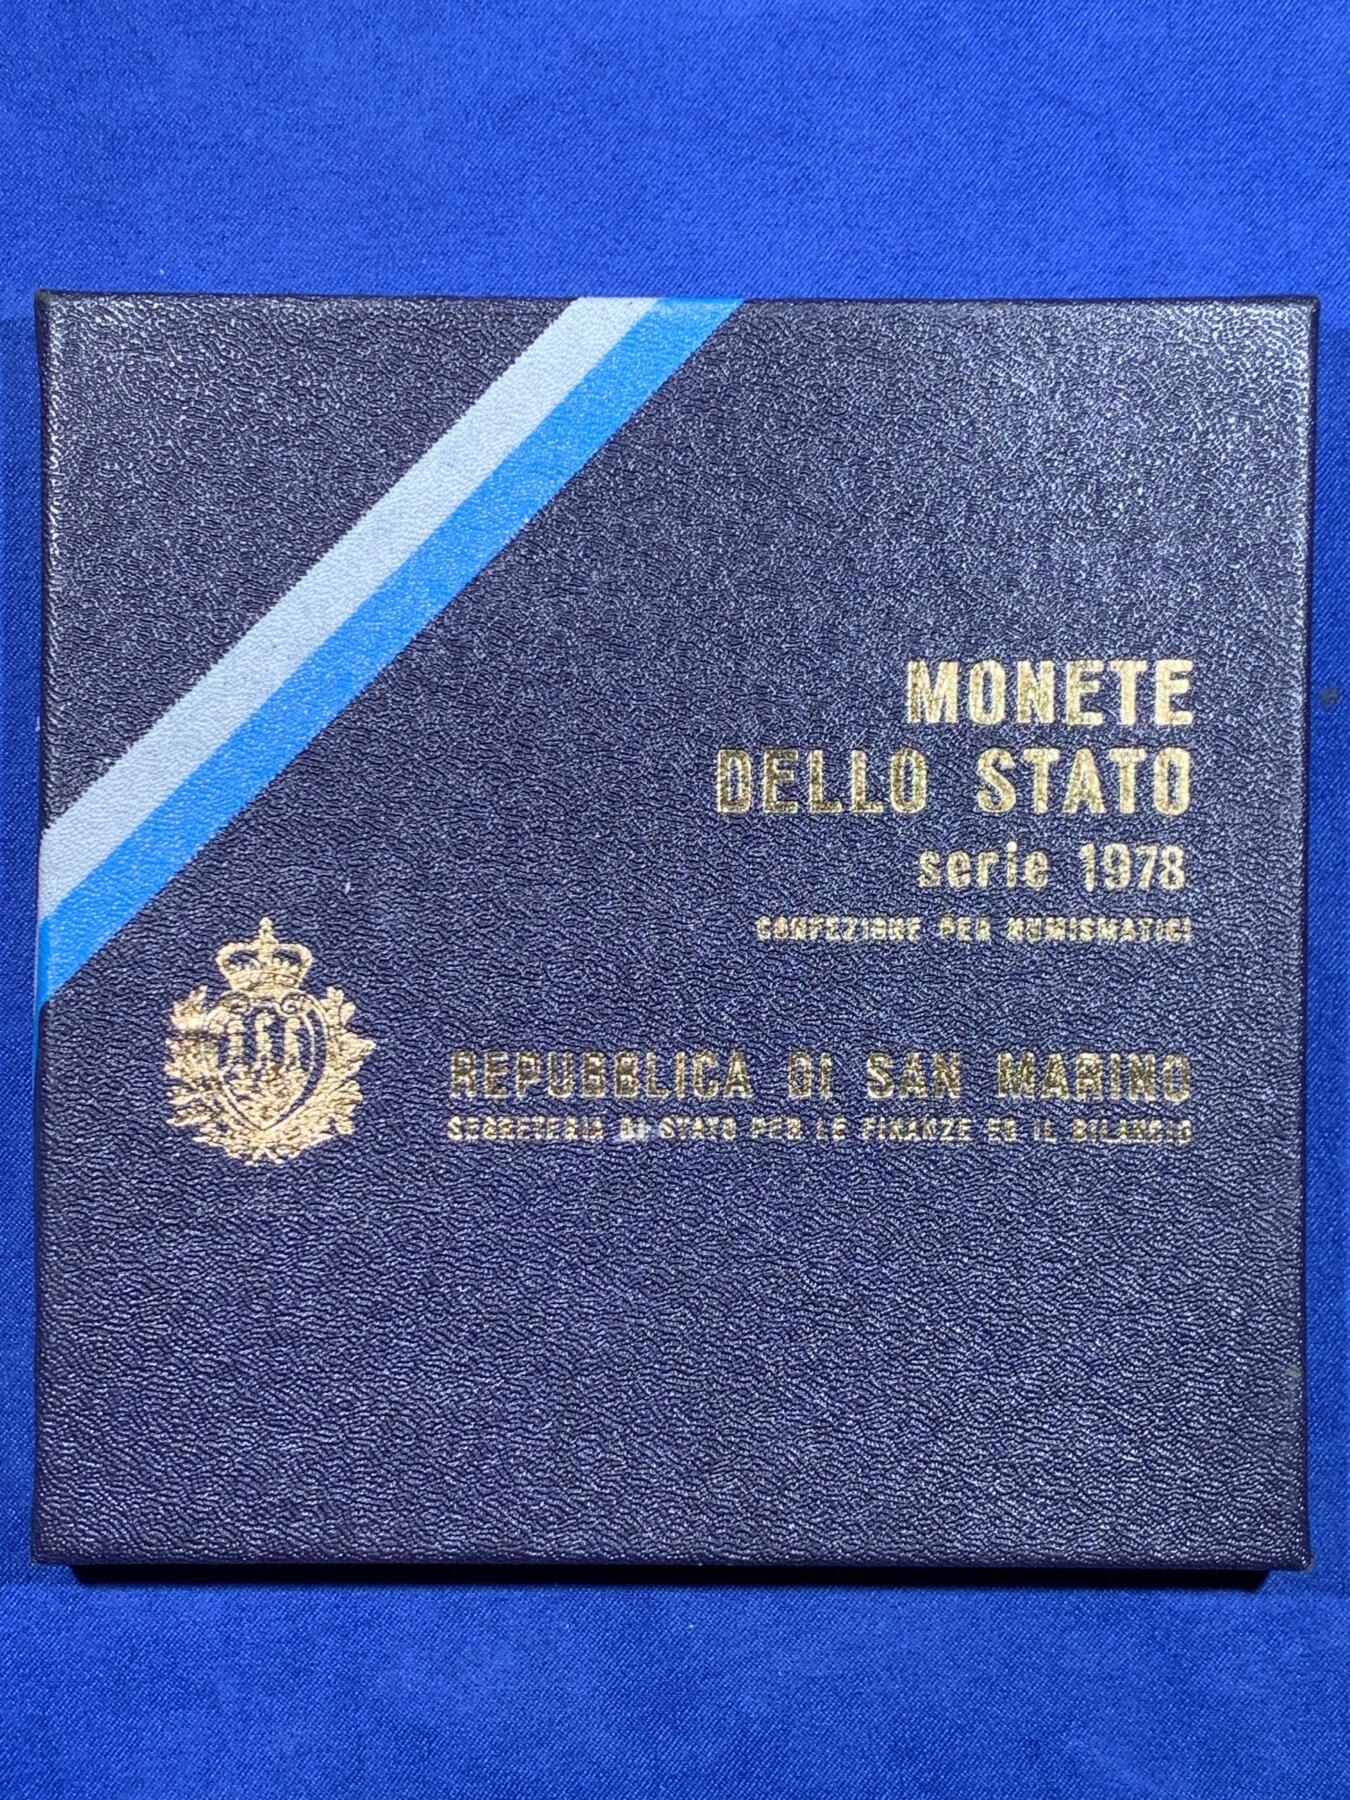 MONETE
DELLO STATO
serie 1978
CONFEZIONE PER NUMISMATICI
REPUBBLICA DI SAN MARINO
SEGRETERIA DI STATO PER LE FINANZE ED IL BILANCIO